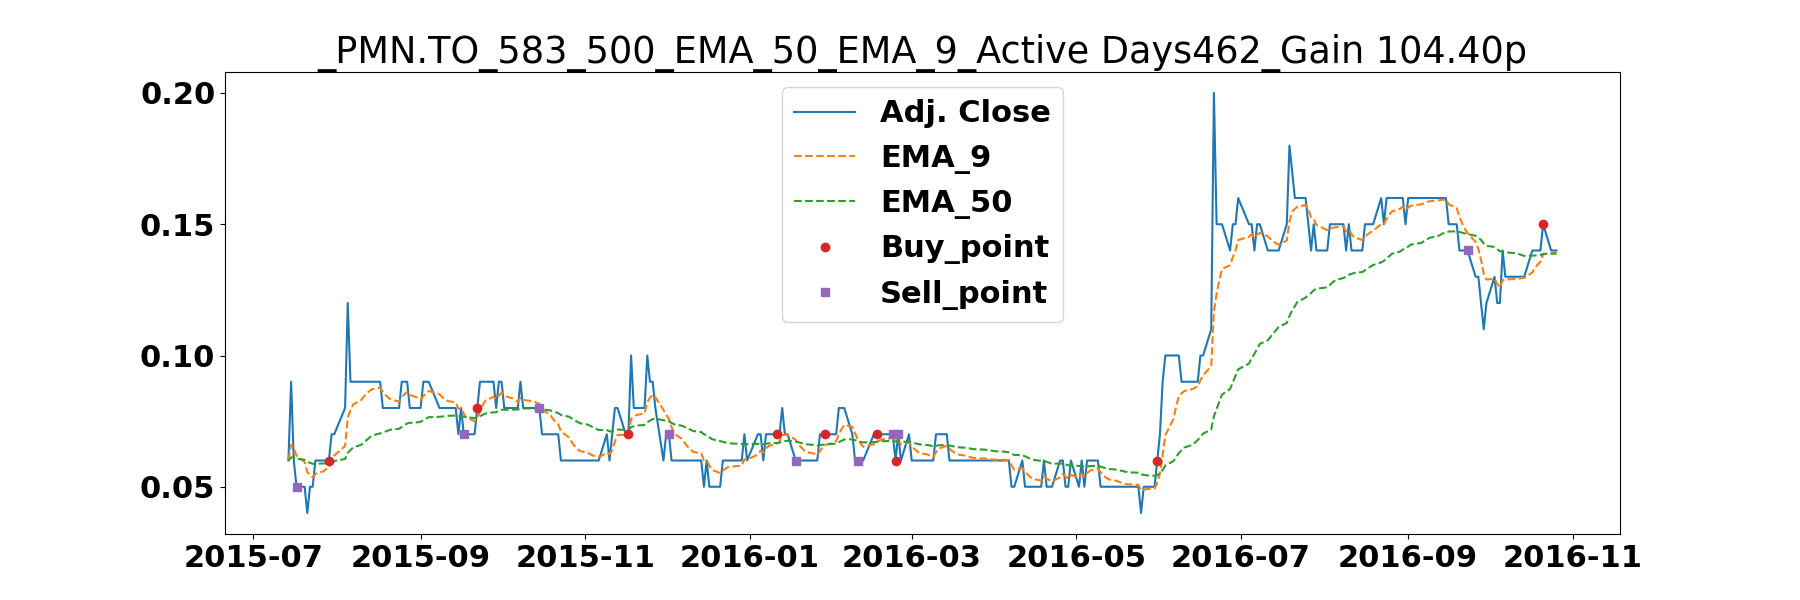 _PMN.TO_583_500_EMA_50_EMA_9_Active Days462_Gain 104.40p
0.20
0.15
0.10
0.05
Adj. Close
EMA_9
EMA_50
Buy_point
Sell_point
2015-07 2015-09 2015-11 2016-01 2016-03 2016-05 2016-07 2016-09 2016-11